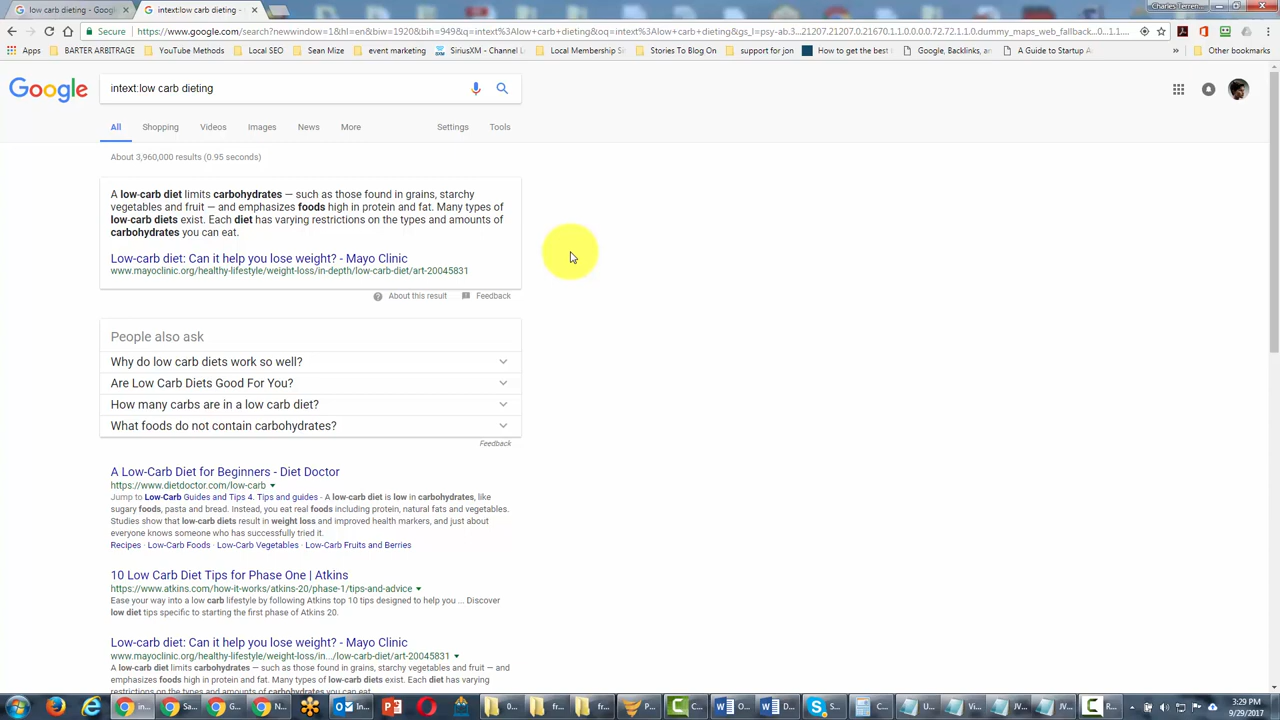 low carb dieting - Googl
intext:low carb dieting -
Charles Terren...
Secure
https://www.google.com/search?newwindow=1&hl=en&biw=1920&bih=949&q=intext%3Alow+carb+dieting&oq=intext%3Alow+carb+dieting&gs_l=psy-ab.3...21207.21207.0.21670.1.1.0.0.0.0.72.72.1.1.0.dummy_maps_web_fallback...0...1.1....
Apps
BARTER ARBITRAGE
YouTube Methods
Local SEO
Sean Mize
event marketing
SiriusXM - Channel L
Local Membership S
Stories To Blog On
support for jon
How to get the best
Google, Backlinks, an
A Guide to Startup A
Other bookmarks
Google
intext:low carb dieting
All
Shopping
Videos
Images
News
More
Settings
Tools
About 3,960,000 results (0.95 seconds)
A low-carb diet limits carbohydrates — such as those found in grains, starchy
vegetables and fruit — and emphasizes foods high in protein and fat. Many types of
low-carb diets exist. Each diet has varying restrictions on the types and amounts of
carbohydrates you can eat.
Low-carb diet: Can it help you lose weight? - Mayo Clinic
www.mayoclinic.org/healthy-lifestyle/weight-loss/in-depth/low-carb-diet/art-20045831
About this result
Feedback
People also ask
Why do low carb diets work so well?
Are Low Carb Diets Good For You?
How many carbs are in a low carb diet?
What foods do not contain carbohydrates?
Feedback
A Low-Carb Diet for Beginners - Diet Doctor
https://www.dietdoctor.com/low-carb
Jump to Low-Carb Guides and Tips 4. Tips and guides - A low-carb diet is low in carbohydrates, like
sugary foods, pasta and bread. Instead, you eat real foods including protein, natural fats and vegetables.
Studies show that low-carb diets result in weight loss and improved health markers, and just about
everyone knows someone who has successfully tried it.
Recipes · Low-Carb Foods · Low-Carb Vegetables · Low-Carb Fruits and Berries
10 Low Carb Diet Tips for Phase One | Atkins
https://www.atkins.com/how-it-works/atkins-20/phase-1/tips-and-advice
Ease your way into a low carb lifestyle by following Atkins top 10 tips designed to help you ... Discover
low diet tips specific to starting the first phase of Atkins 20.
Low-carb diet: Can it help you lose weight? - Mayo Clinic
www.mayoclinic.org/healthy-lifestyle/weight-loss/in.../low-carb-diet/art-20045831
A low-carb diet limits carbohydrates — such as those found in grains, starchy vegetables and fruit — and
emphasizes foods high in protein and fat. Many types of low-carb diets exist. Each diet has varying
restrictions on the types and amounts of carbohydrates you can eat.
in...
Sa...
G...
N...
In...
0...
fr...
fr...
P...
C...
O...
D...
S...
C...
U...
Vi...
JV...
U...
JV...
R...
3:29 PM
9/29/2017